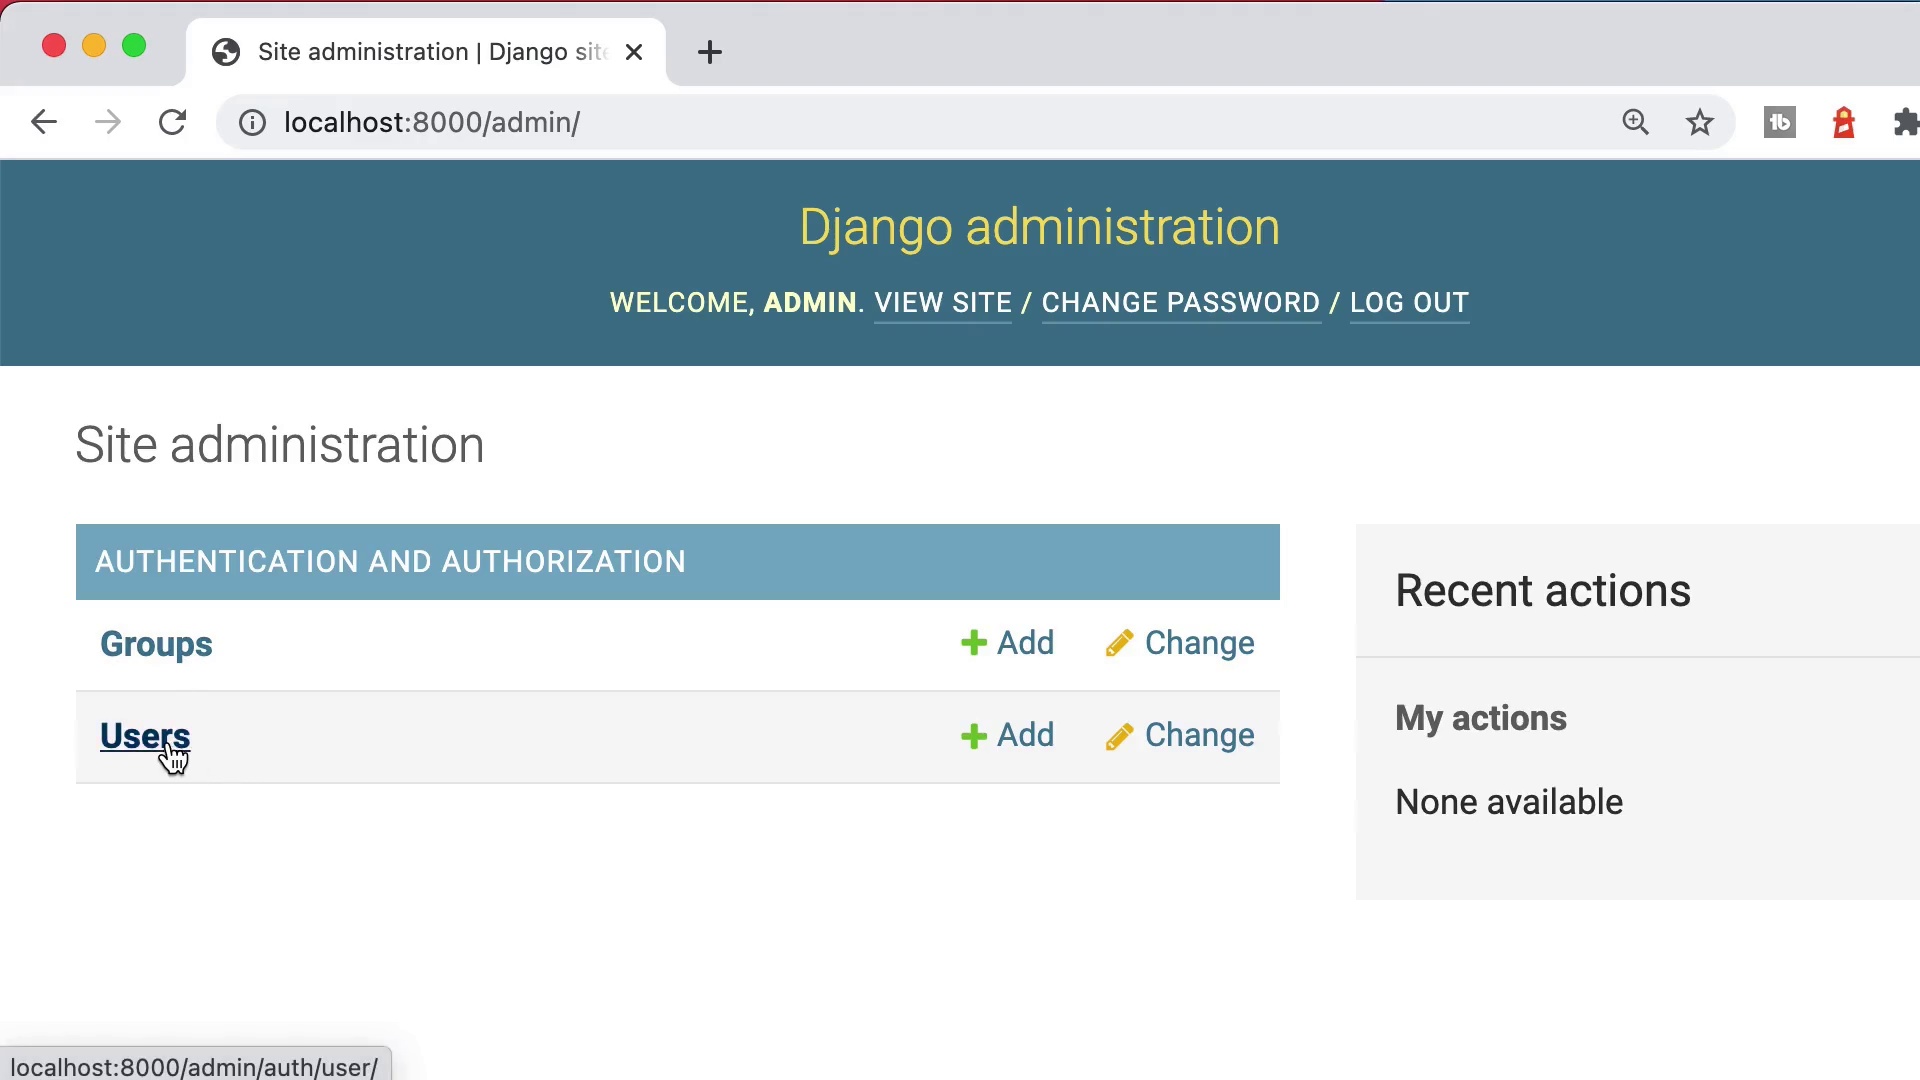 Site administration | Django sit
localhost:8000/admin/
Django administration
WELCOME, ADMIN. VIEW SITE / CHANGE PASSWORD / LOG OUT
Site administration
AUTHENTICATION AND AUTHORIZATION
Groups Add Change
Users Add Change
Recent actions
My actions
None available
localhost:8000/admin/auth/user/